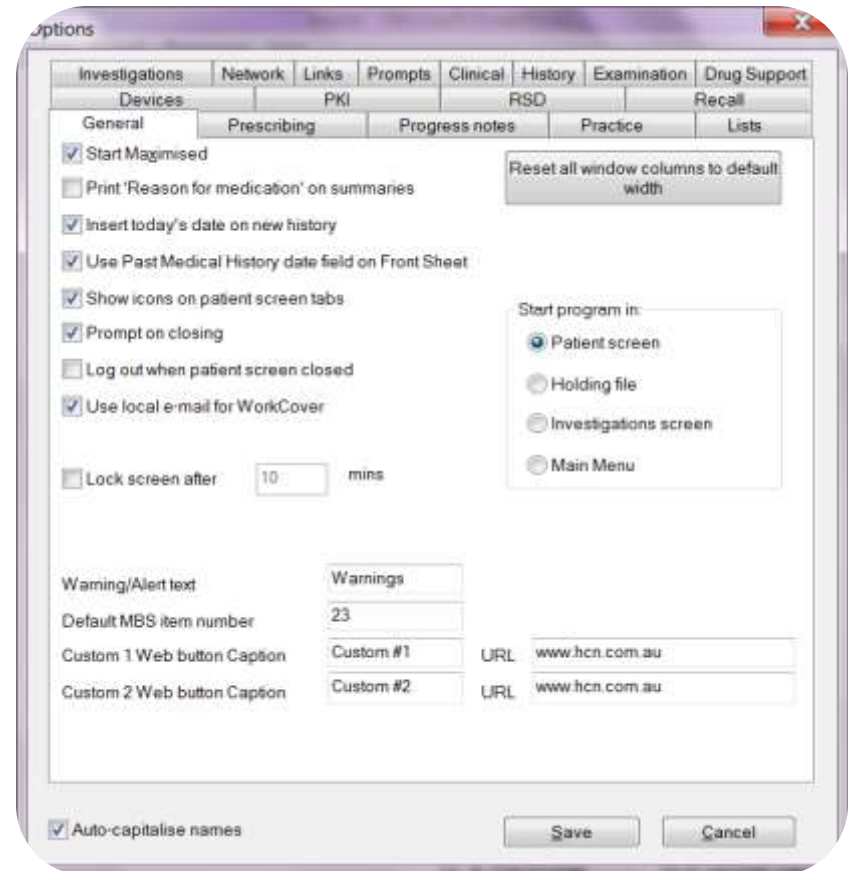 Options
Investigations Network Links Prompts Clinical History Examination Drug Support
Devices PKI RSD Recall
General Prescribing Progress notes Practice Lists
Start Maximised
Print 'Reason for medication' on summaries
Insert today's date on new history
Use Past Medical History date field on Front Sheet
Show icons on patient screen tabs
Prompt on closing
Log out when patient screen closed
Use local e-mail for WorkCover
Lock screen after 10 mins
Reset all window columns to default
width
Start program in:
Patient screen
Holding file
Investigations screen
Main Menu
Warning/Alert text Warnings
Default MBS item number 23
Custom 1 Web button Caption Custom #1 URL www.hcn.com.au
Custom 2 Web button Caption Custom #2 URL www.hcn.com.au
Auto-capitalise names Save Cancel